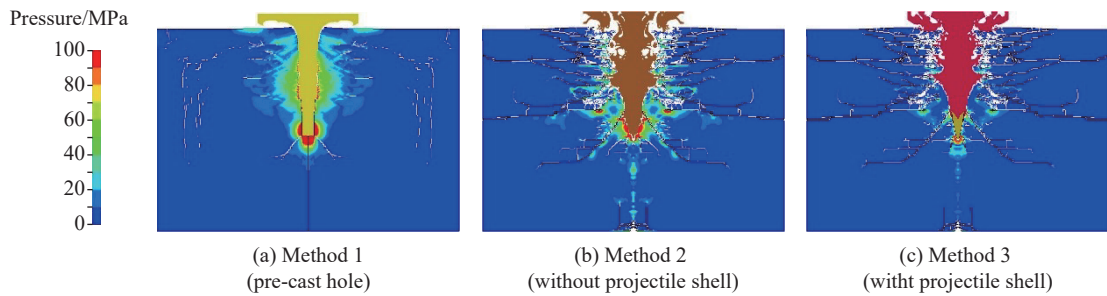 Pressure/MPa
100
80
60
40
20
0
(a) Method 1
(pre-cast hole)
(b) Method 2
(without projectile shell)
(c) Method 3
(witht projectile shell)